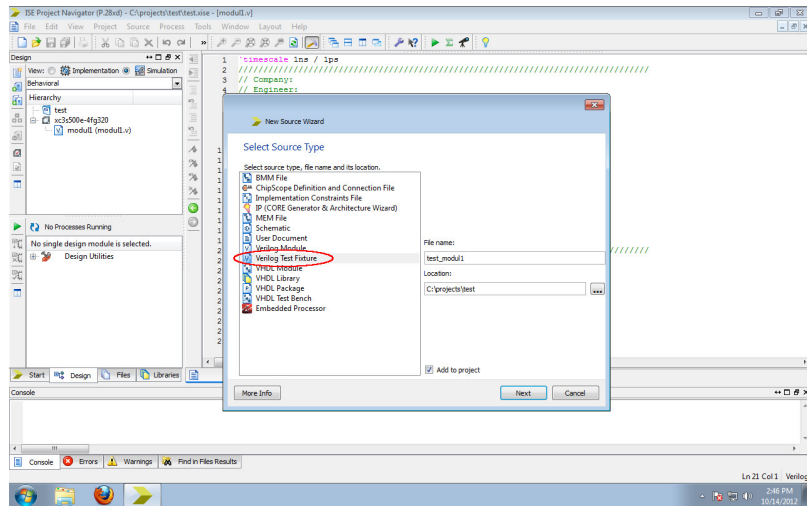 ISE Project Navigator (P.28xd) - C:\projects\test\test.xise - [modul1.v]
File Edit View Project Source Process Tools Window Layout Help
Design
View: Implementation Simulation
Behavioral
Hierarchy
test
xc3s500e-4fg320
modul1 (modul1.v)
No Processes Running
No single design module is selected.
Design Utilities
Start Design Files Libraries
1 `timescale 1ns / 1ps
2 //////////////////////////////////////////////////////////////////////////////////
3 // Company:
4 // Engineer:
New Source Wizard
Select Source Type
Select source type, file name and its location.
BMM File
ChipScope Definition and Connection File
Implementation Constraints File
IP (CORE Generator & Architecture Wizard)
MEM File
Schematic
User Document
Verilog Module
Verilog Test Fixture
VHDL Module
VHDL Library
VHDL Package
VHDL Test Bench
Embedded Processor
File name:
test_modul1
Location:
C:\projects\test
...
Add to project
More Info
Next
Cancel
Console
Console Errors Warnings Find in Files Results
Ln 21 Col 1 Verilog
2:46 PM
10/14/2012